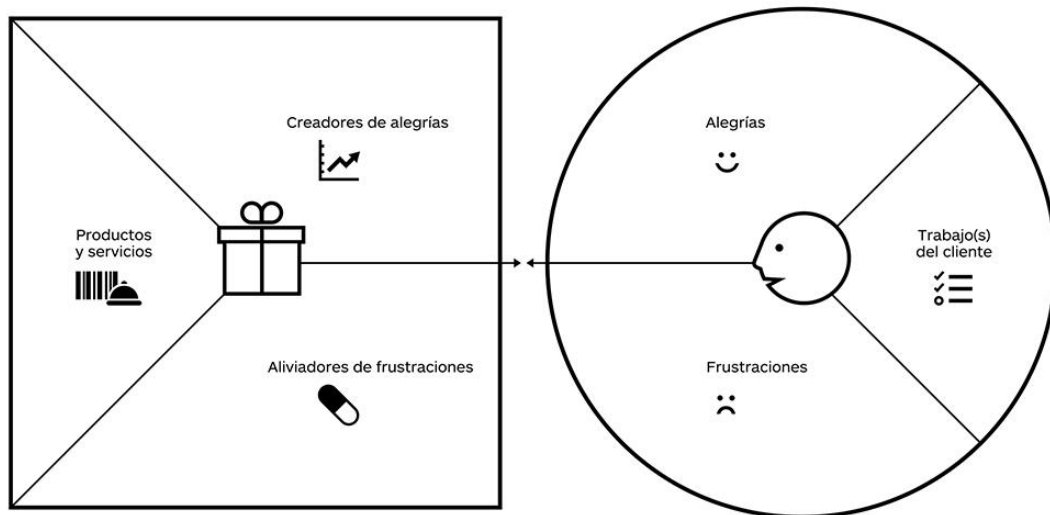 Creadores de alegrías
Productos
y servicios
Aliviadores de frustraciones
Alegrías
Trabajo(s)
del cliente
Frustraciones